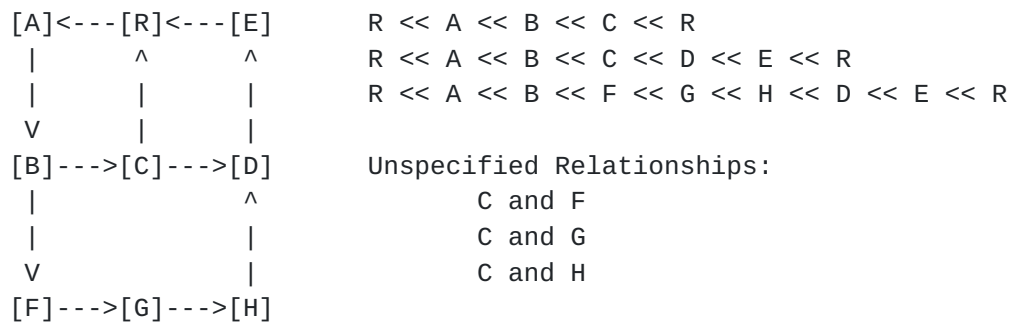 [A]<---[R]<---[E]      R << A << B << C << R
 |      ^      ^       R << A << B << C << D << E << R
 |      |      |       R << A << B << F << G << H << D << E << R
 V      |      |
[B]--->[C]--->[D]      Unspecified Relationships:
 |             ^             C and F
 |             |             C and G
 V             |             C and H
[F]--->[G]--->[H]